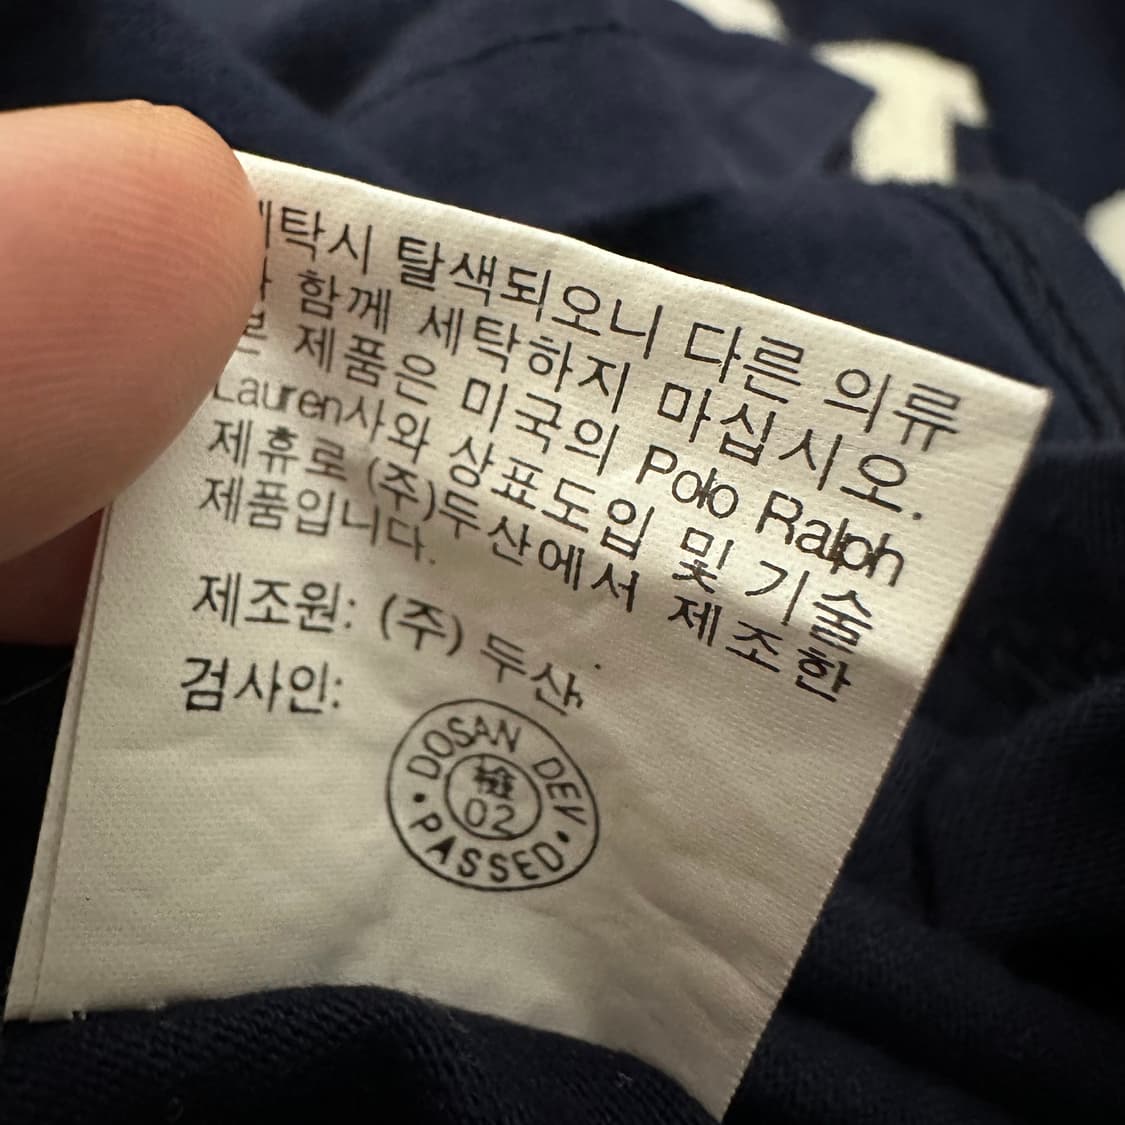 세탁시 탈색되오니 다른 의류
함께 세탁하지 마십시오.
제품은 미국의 Polo Ralph
Lauren사와 상표도입 및 기술
제휴로 (주)두산에서 제조한
제품입니다.
제조원: (주) 두산
검사인:
DOSAN DEV
檢
02
PASSED